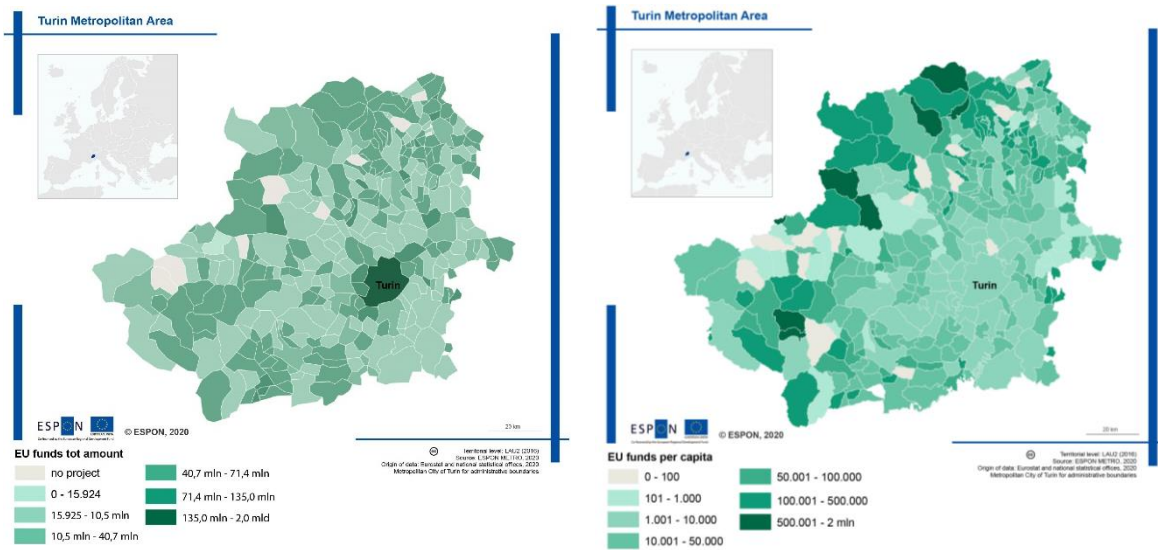 Turin Metropolitan Area
Turin
ESPON
© ESPON, 2020
20 km
EU funds tot amount
no project
0 - 15.924
15.925 - 10,5 mln
10,5 mln - 40,7 mln
40,7 mln - 71,4 mln
71,4 mln - 135,0 mln
135,0 mln - 2,0 mld
Territorial level: LAU2 (2016)
Source: ESPON METRO, 2020
Origin of data: Eurostat and national statistical offices, 2020
Metropolitan City of Turin for administrative boundaries
Turin Metropolitan Area
Turin
ESPON
© ESPON, 2020
20 km
EU funds per capita
0 - 100
101 - 1.000
1.001 - 10.000
10.001 - 50.000
50.001 - 100.000
100.001 - 500.000
500.001 - 2 mln
Territorial level: LAU2 (2016)
Source: ESPON METRO, 2020
Origin of data: Eurostat and national statistical offices, 2020
Metropolitan City of Turin for administrative boundaries